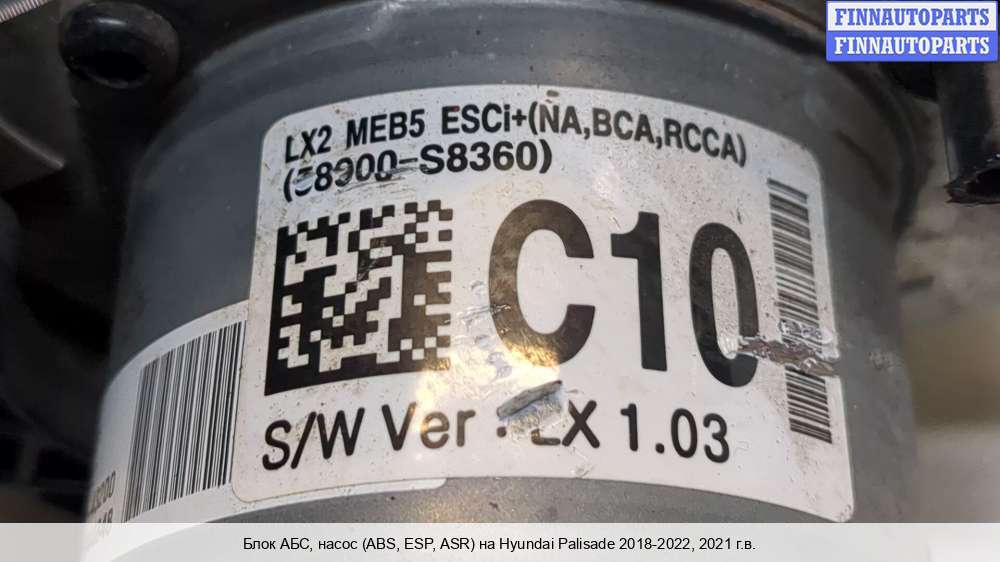 FINNAUTOPARTS
FINNAUTOPARTS
LX2 MEB5 ESCi+(NA,BCA,RCCA)
(58900-S8360)
C10
S/W Ver : LX 1.03
Блок АБС, насос (ABS, ESP, ASR) на Hyundai Palisade 2018-2022, 2021 г.в.